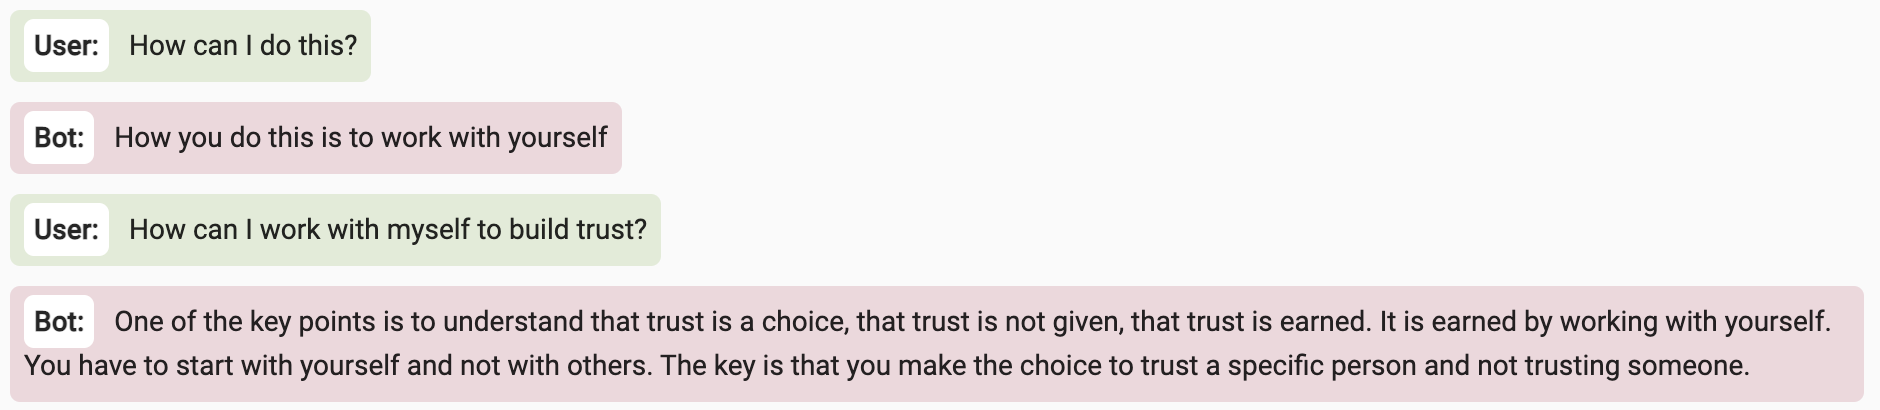 User: How can I do this?
Bot: How you do this is to work with yourself
User: How can I work with myself to build trust?
Bot: One of the key points is to understand that trust is a choice, that trust is not given, that trust is earned. It is earned by working with yourself.
You have to start with yourself and not with others. The key is that you make the choice to trust a specific person and not trusting someone.